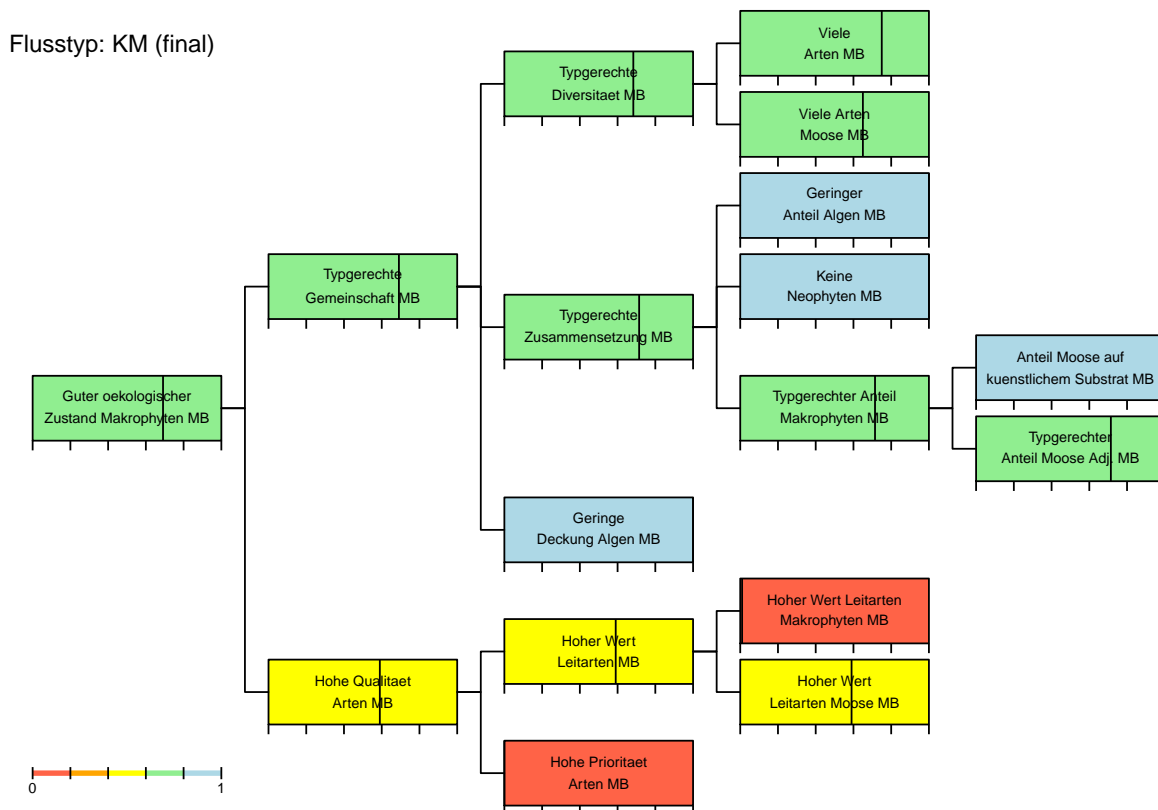 Flusstyp: KM (final)
Viele
Arten MB
Typgerechte
Diversitaet MB
Viele Arten
Moose MB
Geringer
Anteil Algen MB
Typgerechte
Gemeinschaft MB
Keine
Neophyten MB
Typgerechte
Zusammensetzung MB
Anteil Moose auf
kuenstlichem Substrat MB
Guter oekologischer
Zustand Makrophyten MB
Typgerechter Anteil
Makrophyten MB
Typgerechter
Anteil Moose Adj. MB
Geringe
Deckung Algen MB
Hoher Wert Leitarten
Makrophyten MB
Hoher Wert
Leitarten MB
Hohe Qualitaet
Arten MB
Hoher Wert
Leitarten Moose MB
Hohe Prioritaet
Arten MB
0 1